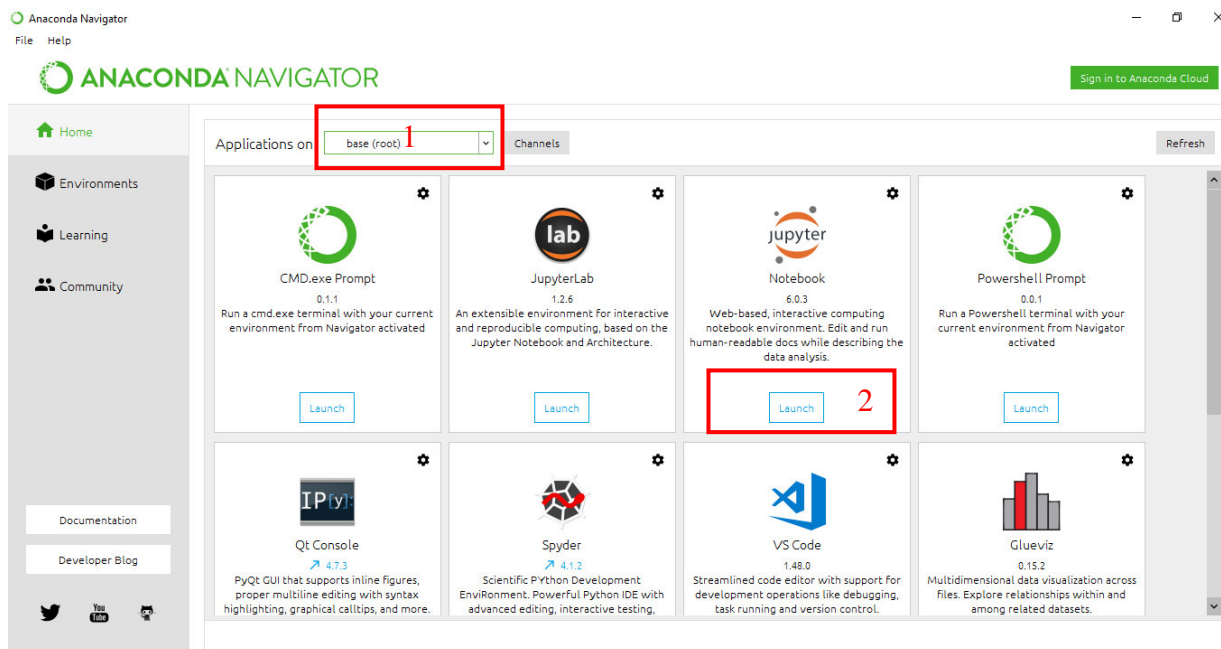 Anaconda Navigator
File Help
ANACONDA NAVIGATOR
Sign in to Anaconda Cloud
Home
Environments
Learning
Community
Documentation
Developer Blog
You
Tube
Applications on base (root) 1 Channels Refresh
CMD.exe Prompt
0.1.1
Run a cmd.exe terminal with your current
environment from Navigator activated
Launch
lab
JupyterLab
1.2.6
An extensible environment for interactive
and reproducible computing, based on the
Jupyter Notebook and Architecture.
Launch
jupyter
Notebook
6.0.3
Web-based, interactive computing
notebook environment. Edit and run
human-readable docs while describing the
data analysis.
Launch 2
Powershell Prompt
0.0.1
Run a Powershell terminal with your
current environment from Navigator
activated
Launch
IP[y]:
Qt Console
4.7.3
PyQt GUI that supports inline figures,
proper multiline editing with syntax
highlighting, graphical calltips, and more.
Spyder
4.1.2
Scientific PYthon Development
EnviRonment. Powerful Python IDE with
advanced editing, interactive testing,
VS Code
1.48.0
Streamlined code editor with support for
development operations like debugging,
task running and version control.
Glueviz
0.15.2
Multidimensional data visualization across
files. Explore relationships within and
among related datasets.